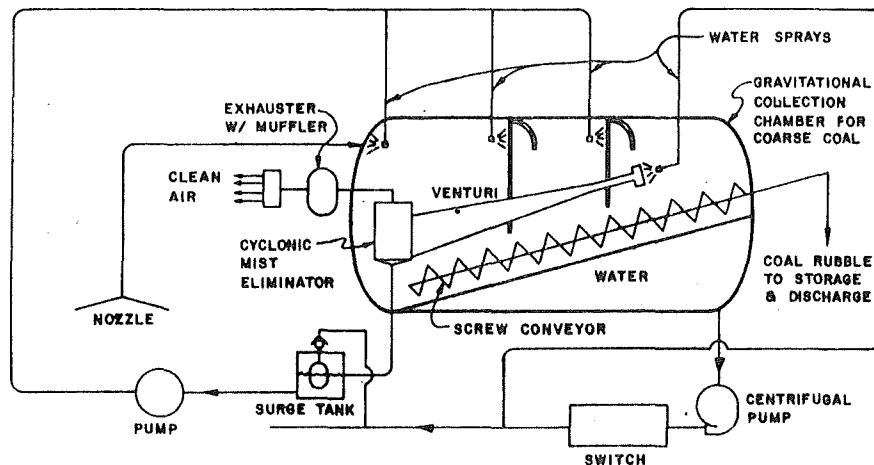 WATER SPRAYS
GRAVITATIONAL
COLLECTION
CHAMBER FOR
COARSE COAL
EXHAUSTER
W/ MUFFLER
CLEAN
AIR
VENTURI
CYCLONIC
MIST
ELIMINATOR
WATER
COAL RUBBLE
TO STORAGE
& DISCHARGE
NOZZLE
SCREW CONVEYOR
SURGE TANK
PUMP
CENTRIFUGAL
PUMP
SWITCH